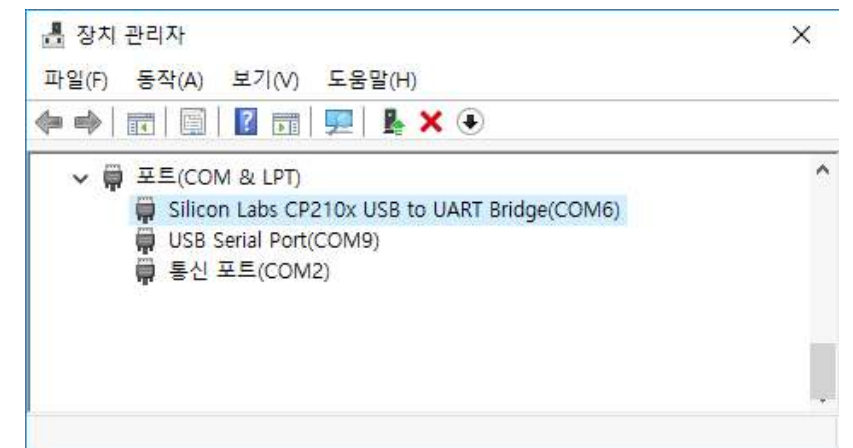 장치 관리자
파일(F) 동작(A) 보기(V) 도움말(H)
포트(COM & LPT)
Silicon Labs CP210x USB to UART Bridge(COM6)
USB Serial Port(COM9)
통신 포트(COM2)